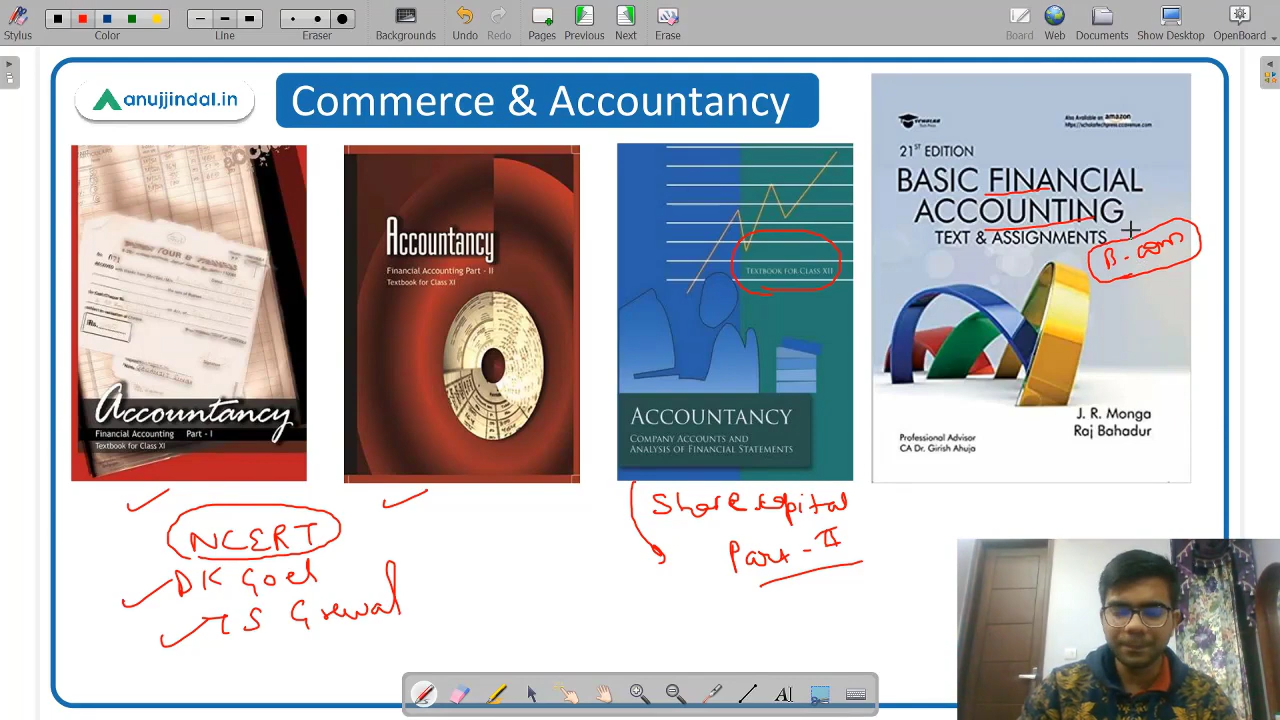 Stylus
Color
Line
Eraser
Backgrounds
Undo
Redo
Pages
Previous
Next
Erase
Board
Web
Documents
Show Desktop
OpenBoard
anujjindal.in
Commerce & Accountancy
Accountancy
Financial Accounting Part - I
Textbook for Class XI
Accountancy
Financial Accounting Part - II
Textbook for Class XI
TEXTBOOK FOR CLASS XII
ACCOUNTANCY
COMPANY ACCOUNTS AND
ANALYSIS OF FINANCIAL STATEMENTS
Also Available on amazon
21ST EDITION
BASIC FINANCIAL
ACCOUNTING
TEXT & ASSIGNMENTS
B.com
J. R. Monga
Raj Bahadur
Professional Advisor
CA Dr. Girish Ahuja
NCERT
DK Goel
TS Grewal
Share capital
Part - II